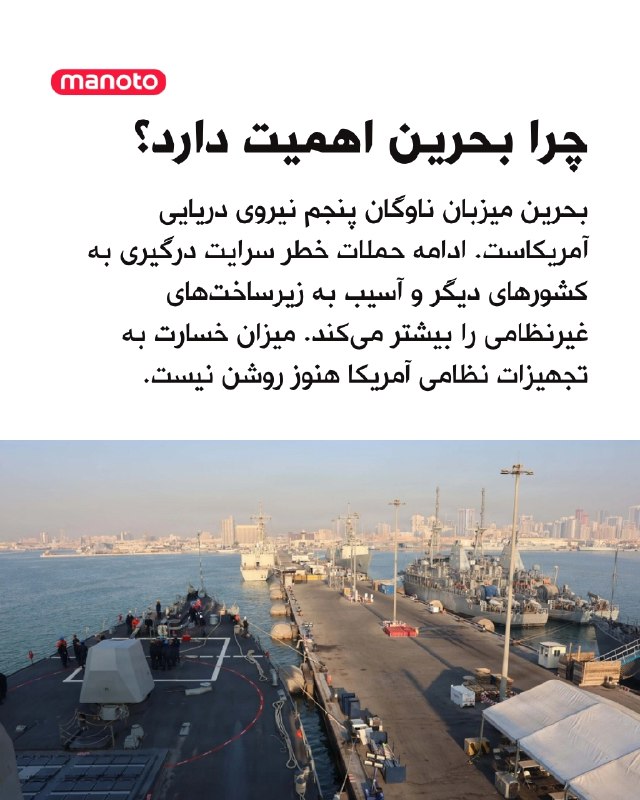 manoto
چرا بحرین اهمیت دارد؟
بحرین میزبان ناوگان پنجم نیروی دریایی
آمریکاست. ادامه حملات خطر سرایت درگیری به
کشورهای دیگر و آسیب به زیرساخت‌های
غیرنظامی را بیشتر می‌کند. میزان خسارت به
تجهیزات نظامی آمریکا هنوز روشن نیست.